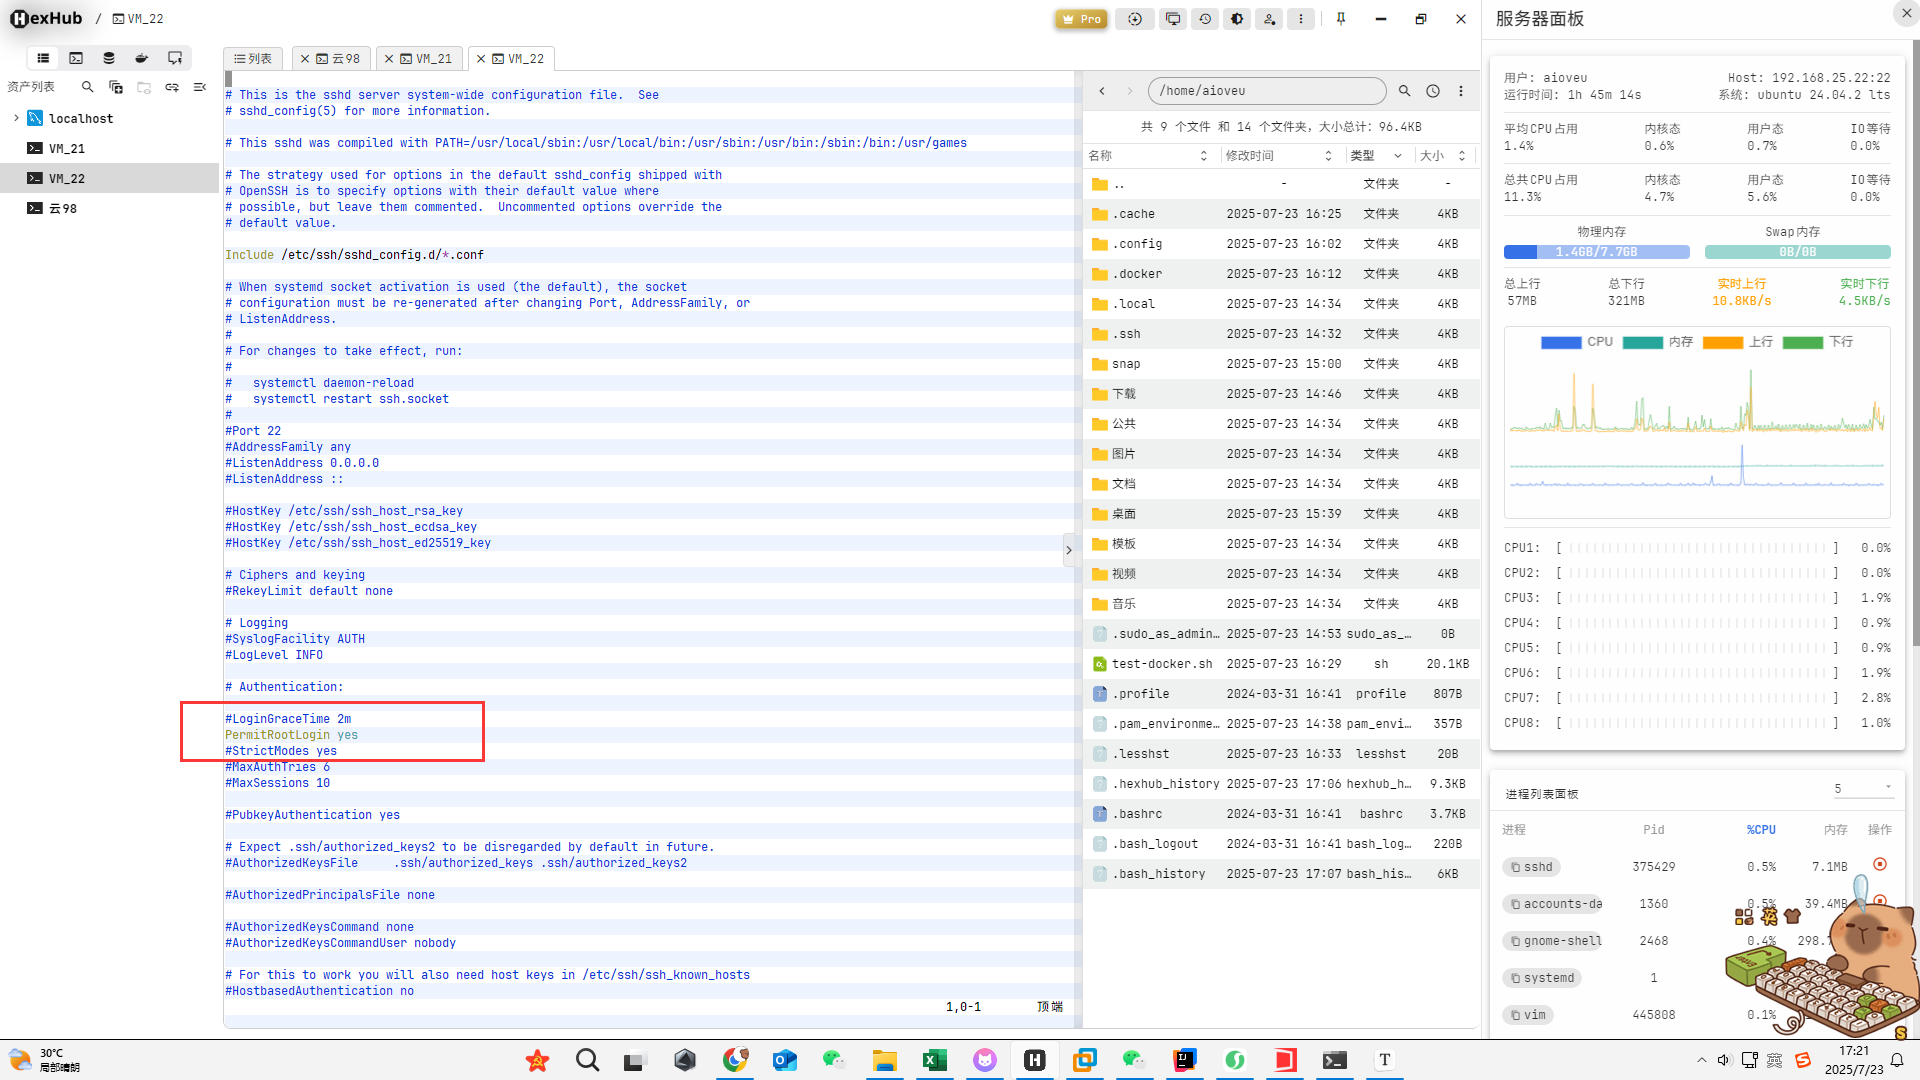 HexHub / VM_22
Pro
服务器面板
列表 云98 VM_21 VM_22
资产列表
localhost
VM_21
VM_22
云98
# This is the sshd server system-wide configuration file.  See
# sshd_config(5) for more information.
# This sshd was compiled with PATH=/usr/local/sbin:/usr/local/bin:/usr/sbin:/usr/bin:/sbin:/bin:/usr/games
# The strategy used for options in the default sshd_config shipped with
# OpenSSH is to specify options with their default value where
# possible, but leave them commented.  Uncommented options override the
# default value.
Include /etc/ssh/sshd_config.d/*.conf
# When systemd socket activation is used (the default), the socket
# configuration must be re-generated after changing Port, AddressFamily, or
# ListenAddress.
#
# For changes to take effect, run:
#
#   systemctl daemon-reload
#   systemctl restart ssh.socket
#
#Port 22
#AddressFamily any
#ListenAddress 0.0.0.0
#ListenAddress ::
#HostKey /etc/ssh/ssh_host_rsa_key
#HostKey /etc/ssh/ssh_host_ecdsa_key
#HostKey /etc/ssh/ssh_host_ed25519_key
# Ciphers and keying
#RekeyLimit default none
# Logging
#SyslogFacility AUTH
#LogLevel INFO
# Authentication:
#LoginGraceTime 2m
PermitRootLogin yes
#StrictModes yes
#MaxAuthTries 6
#MaxSessions 10
#PubkeyAuthentication yes
# Expect .ssh/authorized_keys2 to be disregarded by default in future.
#AuthorizedKeysFile     .ssh/authorized_keys .ssh/authorized_keys2
#AuthorizedPrincipalsFile none
#AuthorizedKeysCommand none
#AuthorizedKeysCommandUser nobody
# For this to work you will also need host keys in /etc/ssh/ssh_known_hosts
#HostbasedAuthentication no
1,0-1 顶端
/home/aioveu
共 9 个文件 和 14 个文件夹，大小总计：96.4KB
名称 修改时间 类型 大小
.. - 文件夹 -
.cache 2025-07-23 16:25 文件夹 4KB
.config 2025-07-23 16:02 文件夹 4KB
.docker 2025-07-23 16:12 文件夹 4KB
.local 2025-07-23 14:34 文件夹 4KB
.ssh 2025-07-23 14:32 文件夹 4KB
snap 2025-07-23 15:00 文件夹 4KB
下载 2025-07-23 14:46 文件夹 4KB
公共 2025-07-23 14:34 文件夹 4KB
图片 2025-07-23 14:34 文件夹 4KB
文档 2025-07-23 14:34 文件夹 4KB
桌面 2025-07-23 15:39 文件夹 4KB
模板 2025-07-23 14:34 文件夹 4KB
视频 2025-07-23 14:34 文件夹 4KB
音乐 2025-07-23 14:34 文件夹 4KB
.sudo_as_admin... 2025-07-23 14:53 sudo_as_... 0B
test-docker.sh 2025-07-23 16:29 sh 20.1KB
.profile 2024-03-31 16:41 profile 807B
.pam_environme... 2025-07-23 14:38 pam_envi... 357B
.lesshst 2025-07-23 16:33 lesshst 20B
.hexhub_history 2025-07-23 17:06 hexhub_h... 9.3KB
.bashrc 2024-03-31 16:41 bashrc 3.7KB
.bash_logout 2024-03-31 16:41 bash_log... 220B
.bash_history 2025-07-23 17:07 bash_his... 6KB
用户: aioveu Host: 192.168.25.22:22
运行时间: 1h 45m 14s 系统: ubuntu 24.04.2 lts
平均CPU占用 内核态 用户态 IO等待
1.4% 0.6% 0.7% 0.0%
总共CPU占用 内核态 用户态 IO等待
11.3% 4.7% 5.6% 0.0%
物理内存 Swap内存
1.4GB/7.7GB 0B/0B
总上行 总下行 实时上行 实时下行
57MB 321MB 10.8KB/s 4.5KB/s
CPU 内存 上行 下行
CPU1: [ ] 0.0%
CPU2: [ ] 0.0%
CPU3: [ ] 1.9%
CPU4: [ ] 0.9%
CPU5: [ ] 0.9%
CPU6: [ ] 1.9%
CPU7: [ ] 2.8%
CPU8: [ ] 1.0%
进程列表面板 5
进程 Pid %CPU 内存 操作
sshd 375429 0.5% 7.1MB
accounts-da 1360 0.5% 39.4MB
gnome-shell 2468 0.4% 298.
systemd 1
vim 445808 0.1%
英
30°C
局部晴朗
英
17:21
2025/7/23